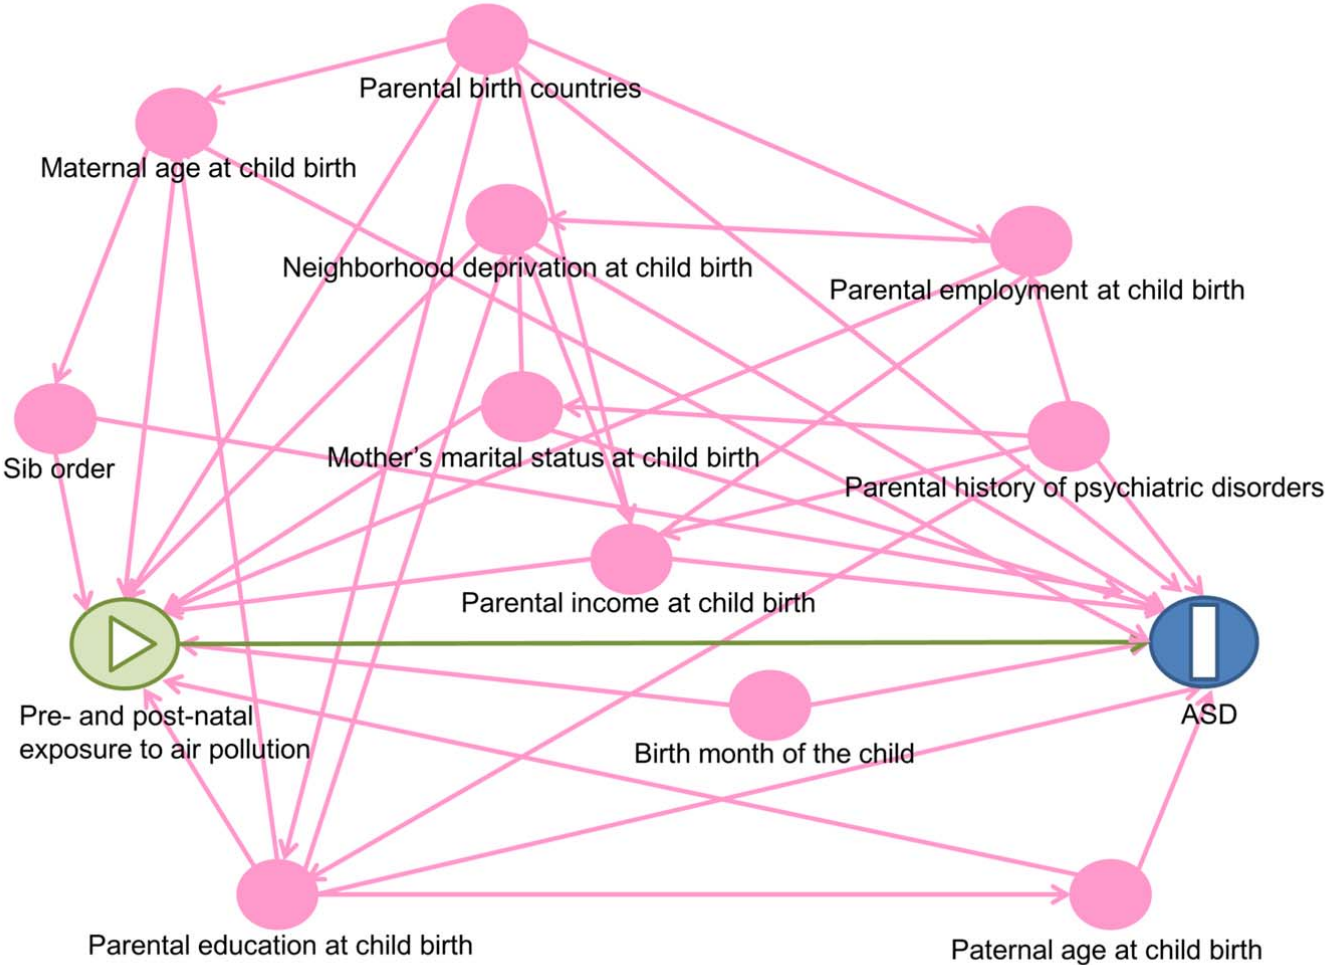 Parental birth countries
Maternal age at child birth
Neighborhood deprivation at child birth
Parental employment at child birth
Sib order
Mother’s marital status at child birth
Parental history of psychiatric disorders
Parental income at child birth
Pre- and post-natal
exposure to air pollution
ASD
Birth month of the child
Parental education at child birth
Paternal age at child birth